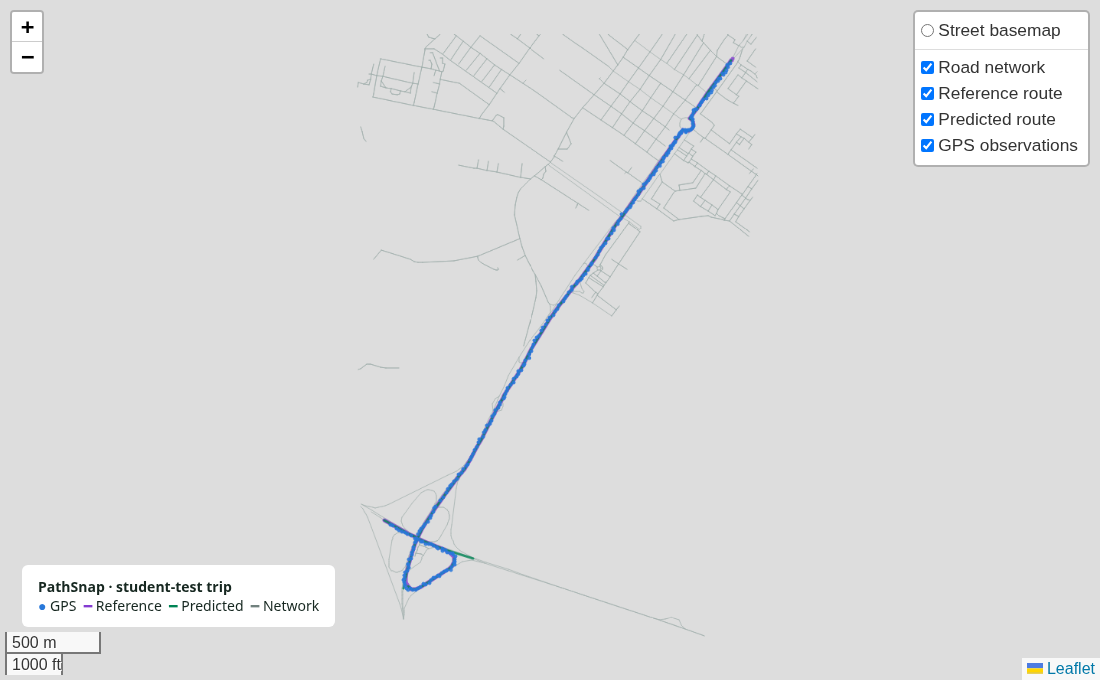 +
−
Street basemap
Road network
Reference route
Predicted route
GPS observations
PathSnap · student-test trip
GPS Reference Predicted Network
500 m
1000 ft
Leaflet